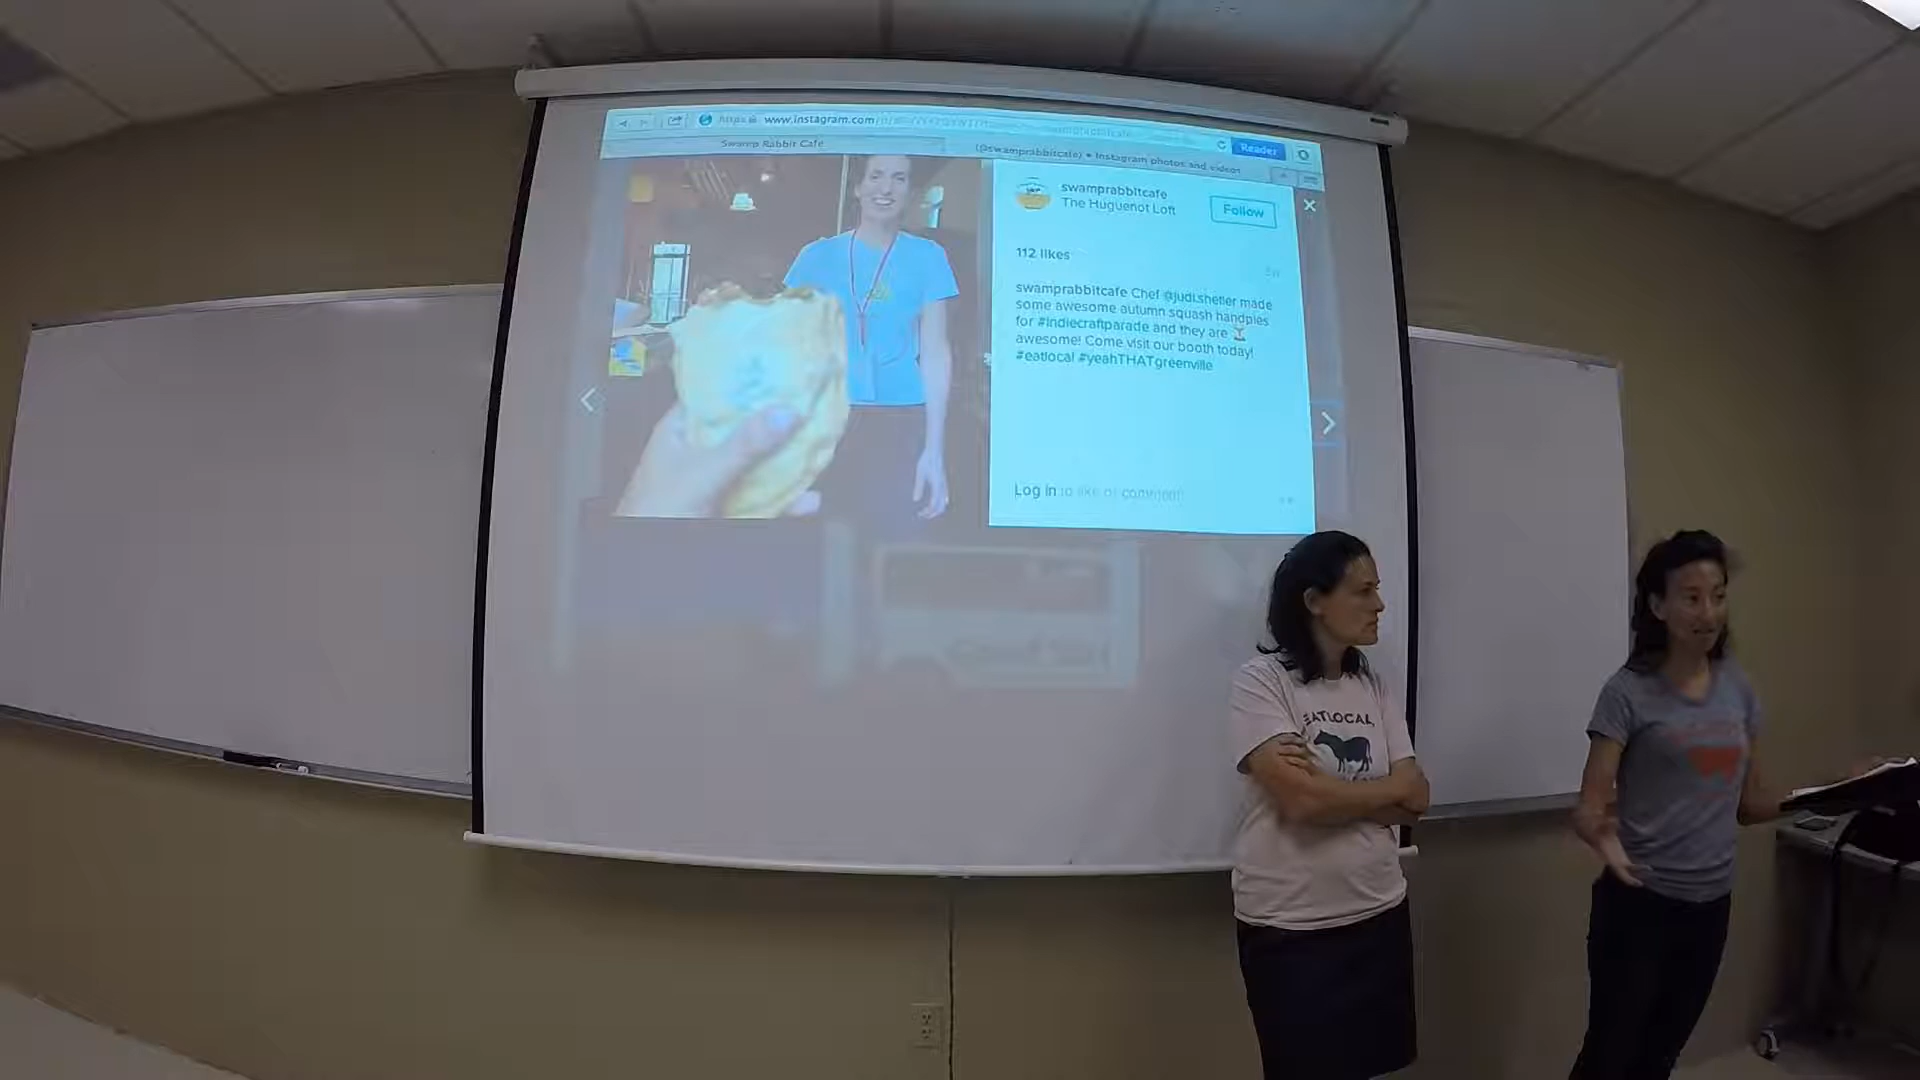 https www.instagram.com
Reader
Swamp Rabbit Cafe
(@swamprabbitcafe) • Instagram photos and videos
swamprabbitcafe
The Huguenot Loft
Follow
112 likes
swamprabbitcafe Chef @judi.shetler made
some awesome autumn squash handpies
for #indiecraftparade and they are
awesome! Come visit our booth today!
#eatlocal #yeahTHATgreenville
Log in to like or comment.
EATLOCAL